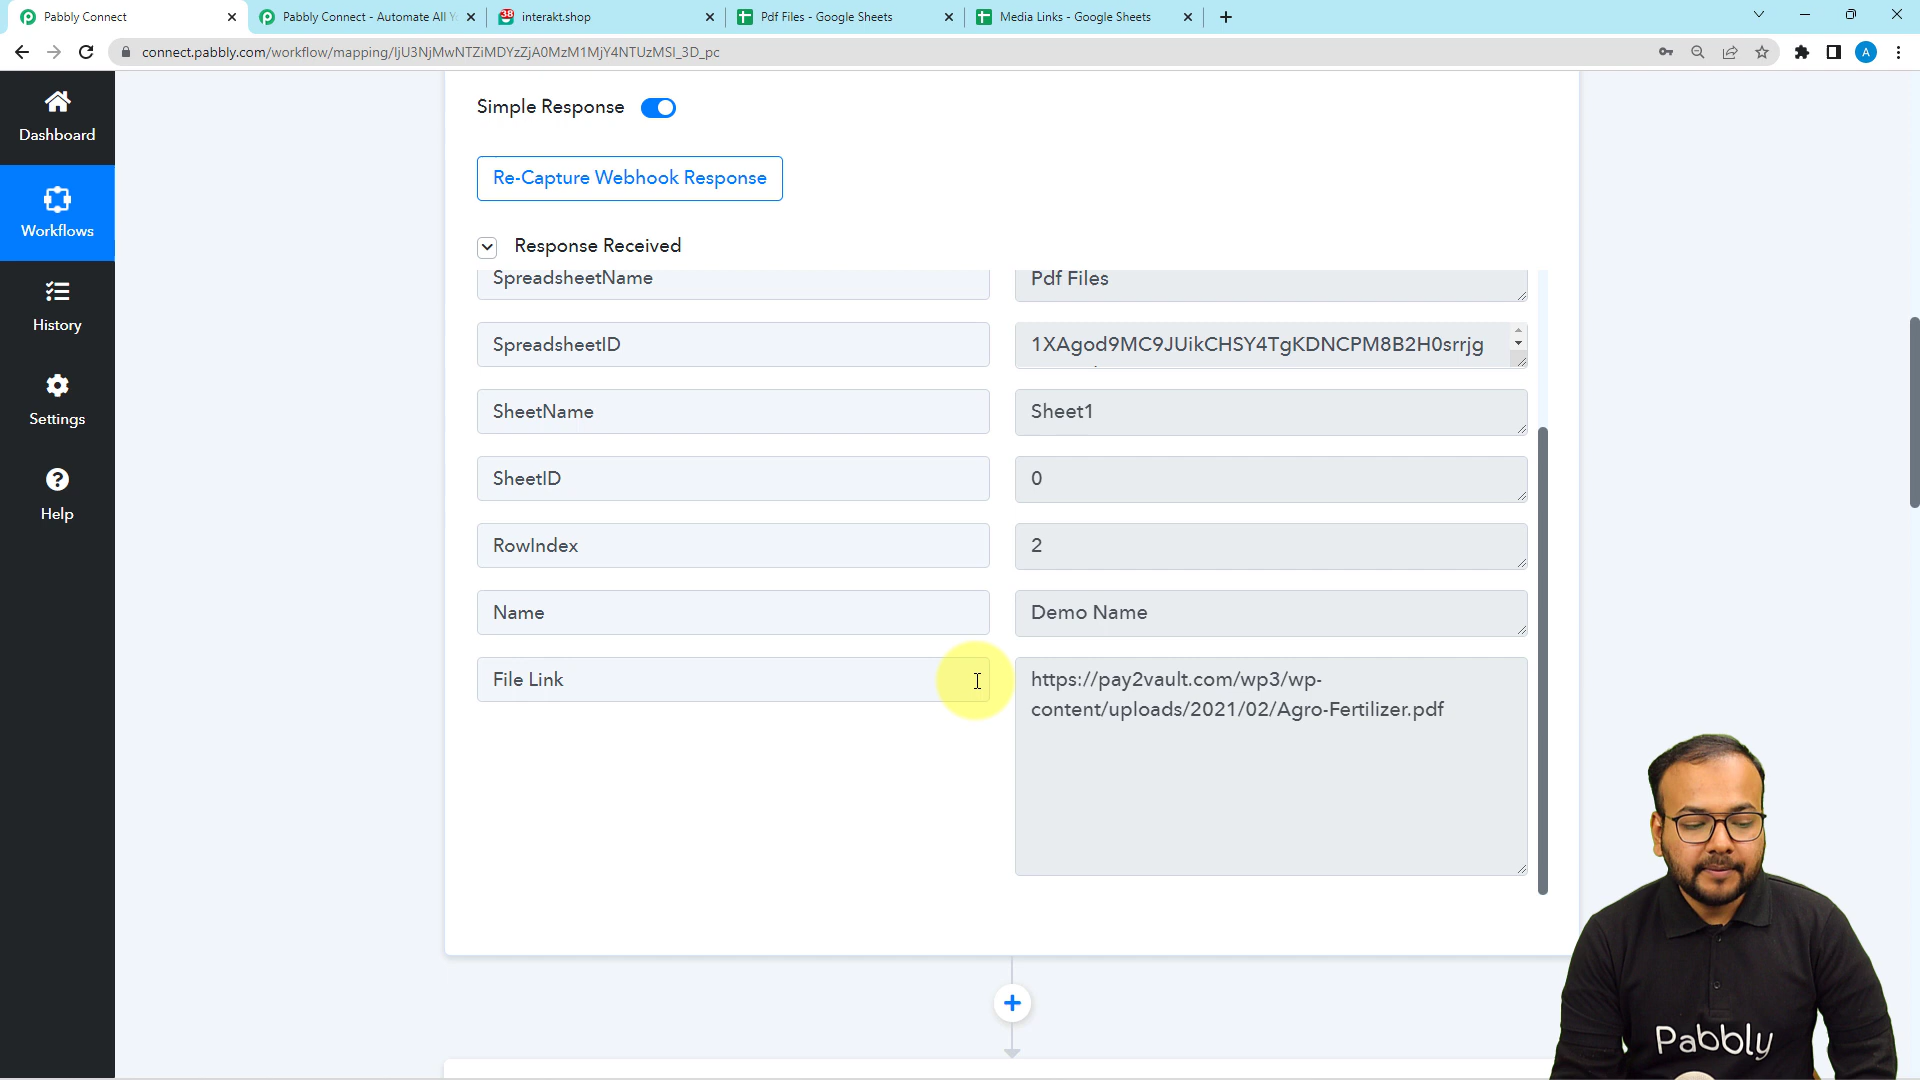 Pabbly Connect
Pabbly Connect - Automate All Y
38
interakt.shop
Pdf Files - Google Sheets
Media Links - Google Sheets
connect.pabbly.com/workflow/mapping/IjU3NjMwNTZiMDYzZjA0MzM1MjY4NTUzMSI_3D_pc
A
Dashboard
Workflows
History
Settings
Help
Simple Response
Re-Capture Webhook Response
Response Received
SpreadsheetName
Pdf Files
SpreadsheetID
1XAgod9MC9JUikCHSY4TgKDNCPM8B2H0srrjg
SheetName
Sheet1
SheetID
0
RowIndex
2
Name
Demo Name
File Link
https://pay2vault.com/wp3/wp-
content/uploads/2021/02/Agro-Fertilizer.pdf
Pabbly